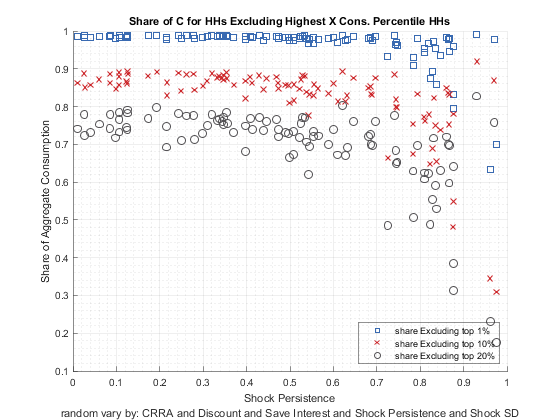 Share of C for HHs Excluding Highest X Cons. Percentile HHs
Share of Aggregate Consumption
1
0.9
0.8
0.7
0.6
0.5
0.4
0.3
0.2
0.1
share Excluding top 1%
share Excluding top 10%
share Excluding top 20%
0 0.1 0.2 0.3 0.4 0.5 0.6 0.7 0.8 0.9 1
Shock Persistence
random vary by: CRRA and Discount and Save Interest and Shock Persistence and Shock SD